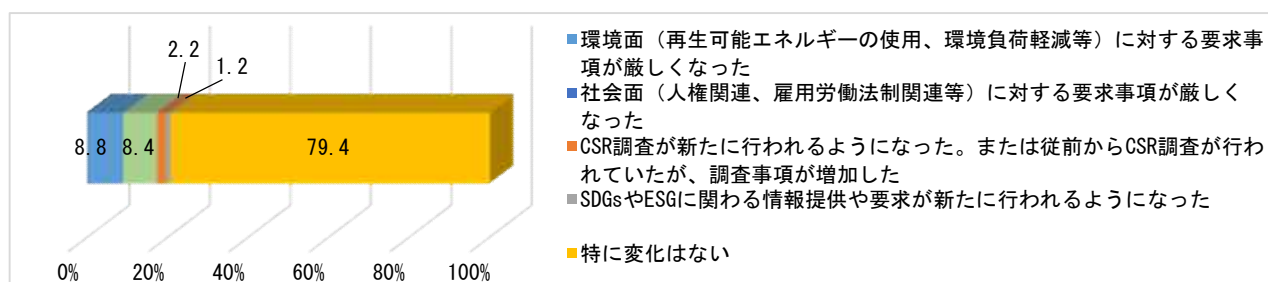 2.2
1.2
8.8
8.4
79.4
0%
20%
40%
60%
80%
100%
環境面（再生可能エネルギーの使用、環境負荷軽減等）に対する要求事
項が厳しくなった
社会面（人権関連、雇用労働法制関連等）に対する要求事項が厳しく
なった
CSR調査が新たに行われるようになった。または従前からCSR調査が行わ
れていたが、調査事項が増加した
SDGsやESGに関わる情報提供や要求が新たに行われるようになった
特に変化はない